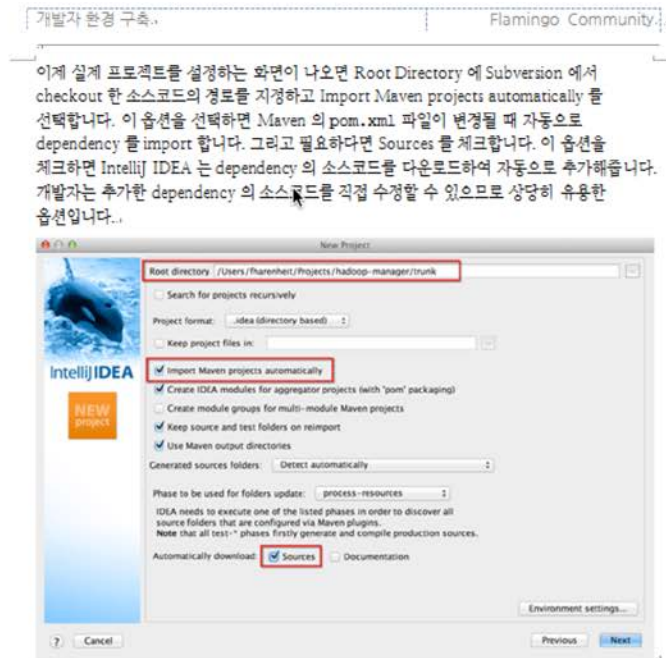 개발자 환경 구축.
Flamingo Community.
이제 실제 프로젝트를 설정하는 화면이 나오면 Root Directory 에 Subversion 에서
checkout 한 소스코드의 경로를 지정하고 Import Maven projects automatically 를
선택합니다. 이 옵션을 선택하면 Maven 의 pom.xml 파일이 변경될 때 자동으로
dependency 를 import 합니다. 그리고 필요하다면 Sources 를 체크합니다. 이 옵션을
체크하면 IntelliJ IDEA 는 dependency 의 소스코드를 다운로드하여 자동으로 추가해줍니다.
개발자는 추가한 dependency 의 소스코드를 직접 수정할 수 있으므로 상당히 유용한
옵션입니다.
New Project
Root directory /Users/fharenheit/Projects/hadoop-manager/trunk
Search for projects recursively
Project format: .idea (directory based)
Keep project files in:
IntelliJ IDEA
NEW
project
Import Maven projects automatically
Create IDEA modules for aggregator projects (with 'pom' packaging)
Create module groups for multi-module Maven projects
Keep source and test folders on reimport
Use Maven output directories
Generated sources folders: Detect automatically
Phase to be used for folders update: process-resources
IDEA needs to execute one of the listed phases in order to discover all
source folders that are configured via Maven plugins.
Note that all test-* phases firstly generate and compile production sources.
Automatically download: Sources Documentation
Environment settings...
? Cancel Previous Next